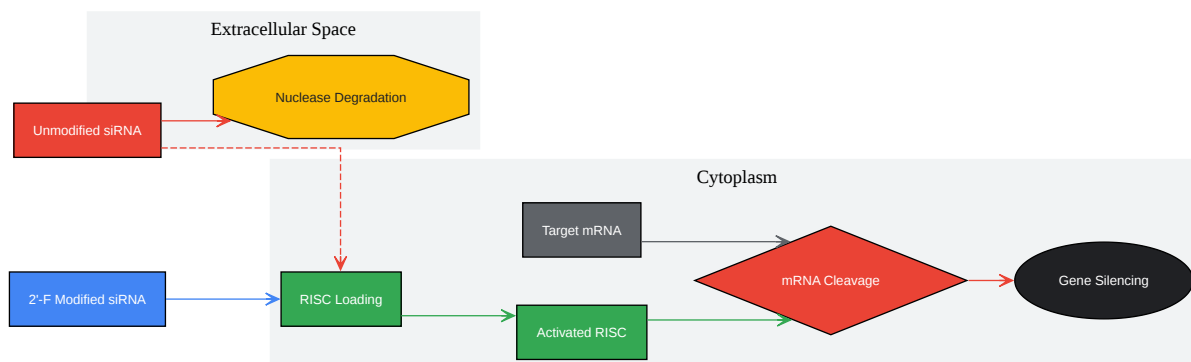 Extracellular Space
Nuclease Degradation
Unmodified siRNA
Cytoplasm
Target mRNA
mRNA Cleavage
Gene Silencing
2'-F Modified siRNA
RISC Loading
Activated RISC